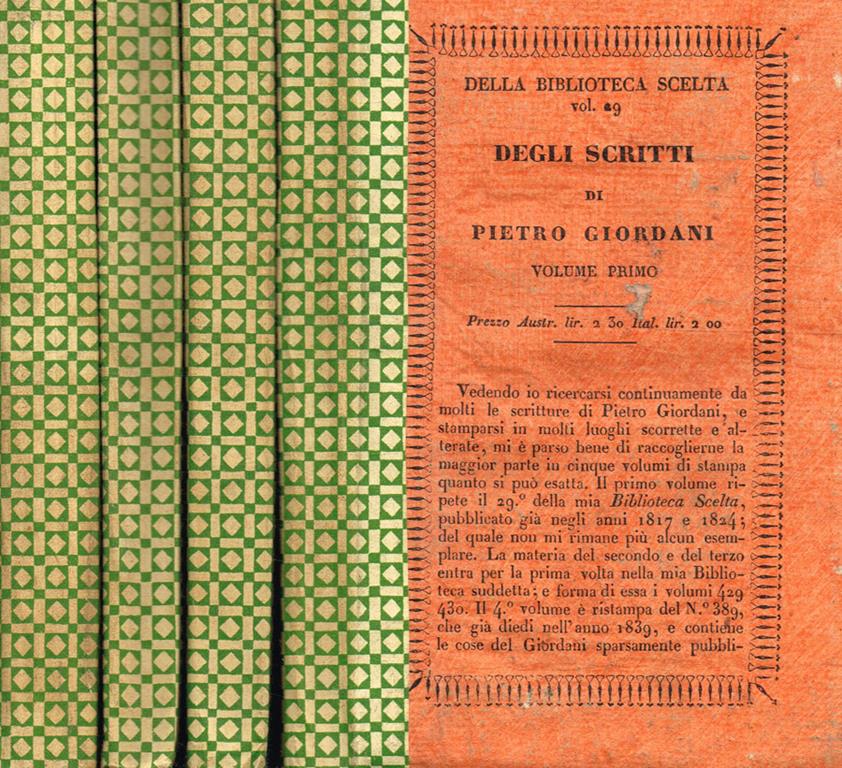 DELLA BIBLIOTECA SCELTA
vol. 29
DEGLI SCRITTI
DI
PIETRO GIORDANI
VOLUME PRIMO
Prezzo Austr. lir. 2 30 Ital. lir. 2 00
Vedendo io ricercarsi continuamente da
molti le scritture di Pietro Giordani, e
stamparsi in molti luoghi scorrette e al-
terate, mi è parso bene di raccoglierne la
maggior parte in cinque volumi di stampa
quanto si può esatta. Il primo volume ri-
pete il 29.º della mia Biblioteca Scelta,
pubblicato già negli anni 1817 e 1824;
del quale non mi rimane più alcun esem-
plare. La materia del secondo e del terzo
entra per la prima volta nella mia Biblio-
teca suddetta; e forma di essa i volumi 429
430. Il 4.º volume è ristampa del N.º 389,
che già diedi nell'anno 1839, e contiene
le cose del Giordani sparsamente pubbli-